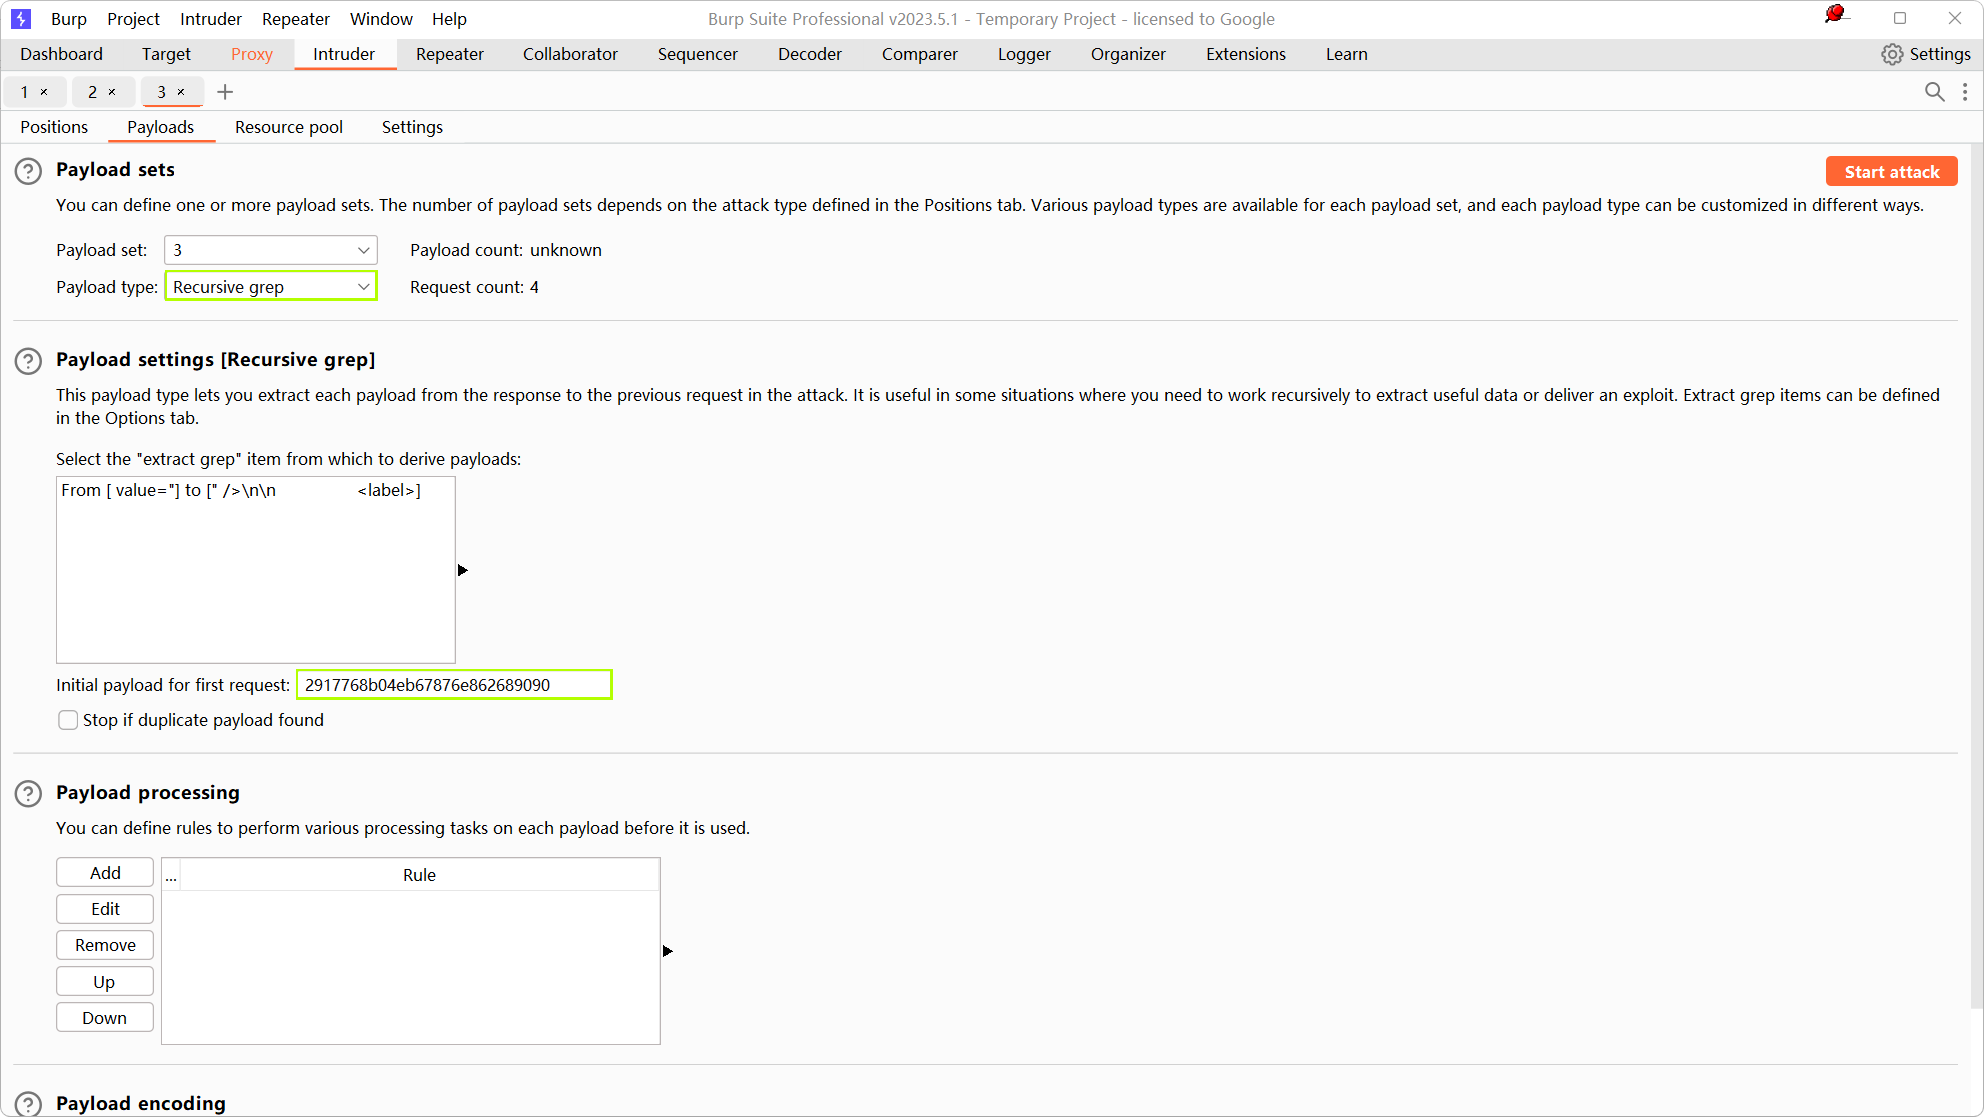 Burp Project Intruder Repeater Window Help Burp Suite Professional v2023.5.1 - Temporary Project - licensed to Google
Dashboard Target Proxy Intruder Repeater Collaborator Sequencer Decoder Comparer Logger Organizer Extensions Learn Settings
1 × 2 × 3 × +
Positions Payloads Resource pool Settings
? Payload sets Start attack
You can define one or more payload sets. The number of payload sets depends on the attack type defined in the Positions tab. Various payload types are available for each payload set, and each payload type can be customized in different ways.
Payload set: 3 Payload count: unknown
Payload type: Recursive grep Request count: 4
? Payload settings [Recursive grep]
This payload type lets you extract each payload from the response to the previous request in the attack. It is useful in some situations where you need to work recursively to extract useful data or deliver an exploit. Extract grep items can be defined
in the Options tab.
Select the "extract grep" item from which to derive payloads:
From [ value="] to [" />\n\n                <label>]
Initial payload for first request: 2917768b04eb67876e862689090
Stop if duplicate payload found
? Payload processing
You can define rules to perform various processing tasks on each payload before it is used.
Add ... Rule
Edit
Remove
Up
Down
? Payload encoding